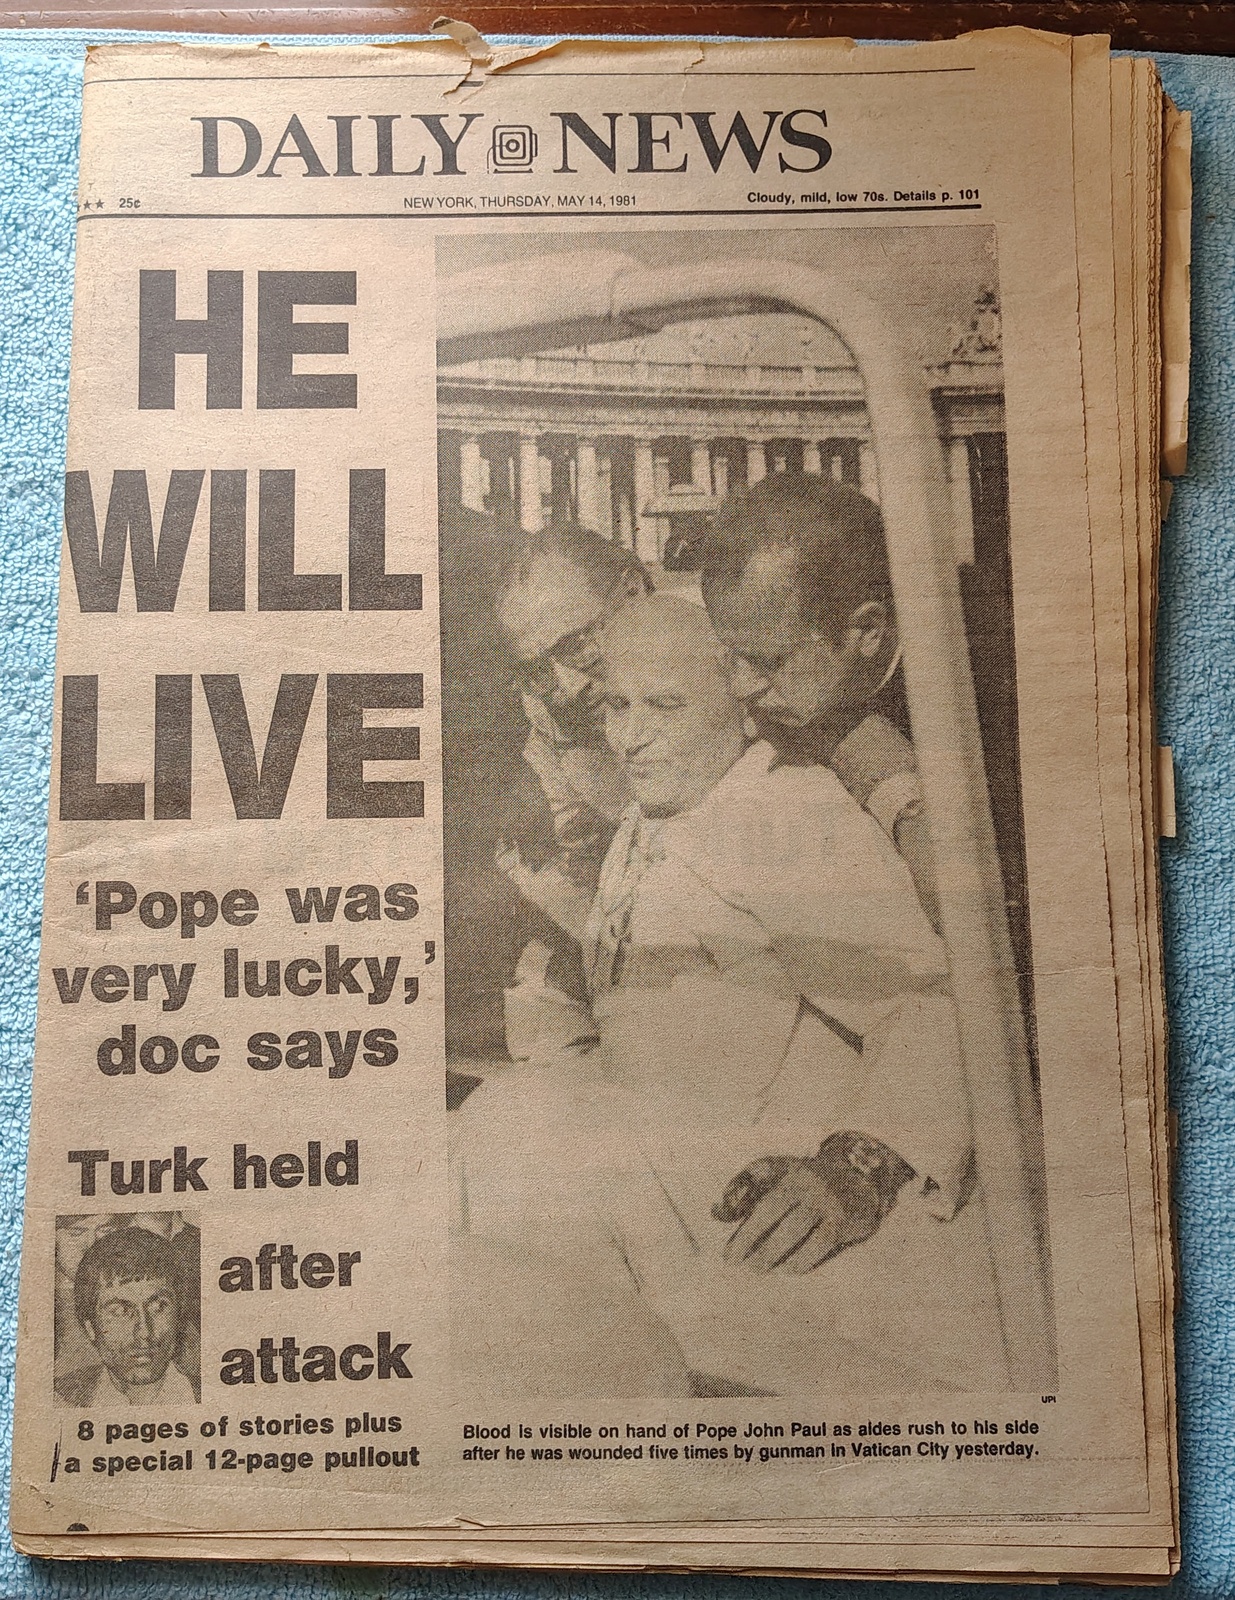 DAILY NEWS
★★ 25¢ NEW YORK, THURSDAY, MAY 14, 1981 Cloudy, mild, low 70s. Details p. 101
HE
WILL
LIVE
‘Pope was
very lucky,’
doc says
Turk held
after
attack
8 pages of stories plus
a special 12-page pullout
UPI
Blood is visible on hand of Pope John Paul as aides rush to his side
after he was wounded five times by gunman in Vatican City yesterday.